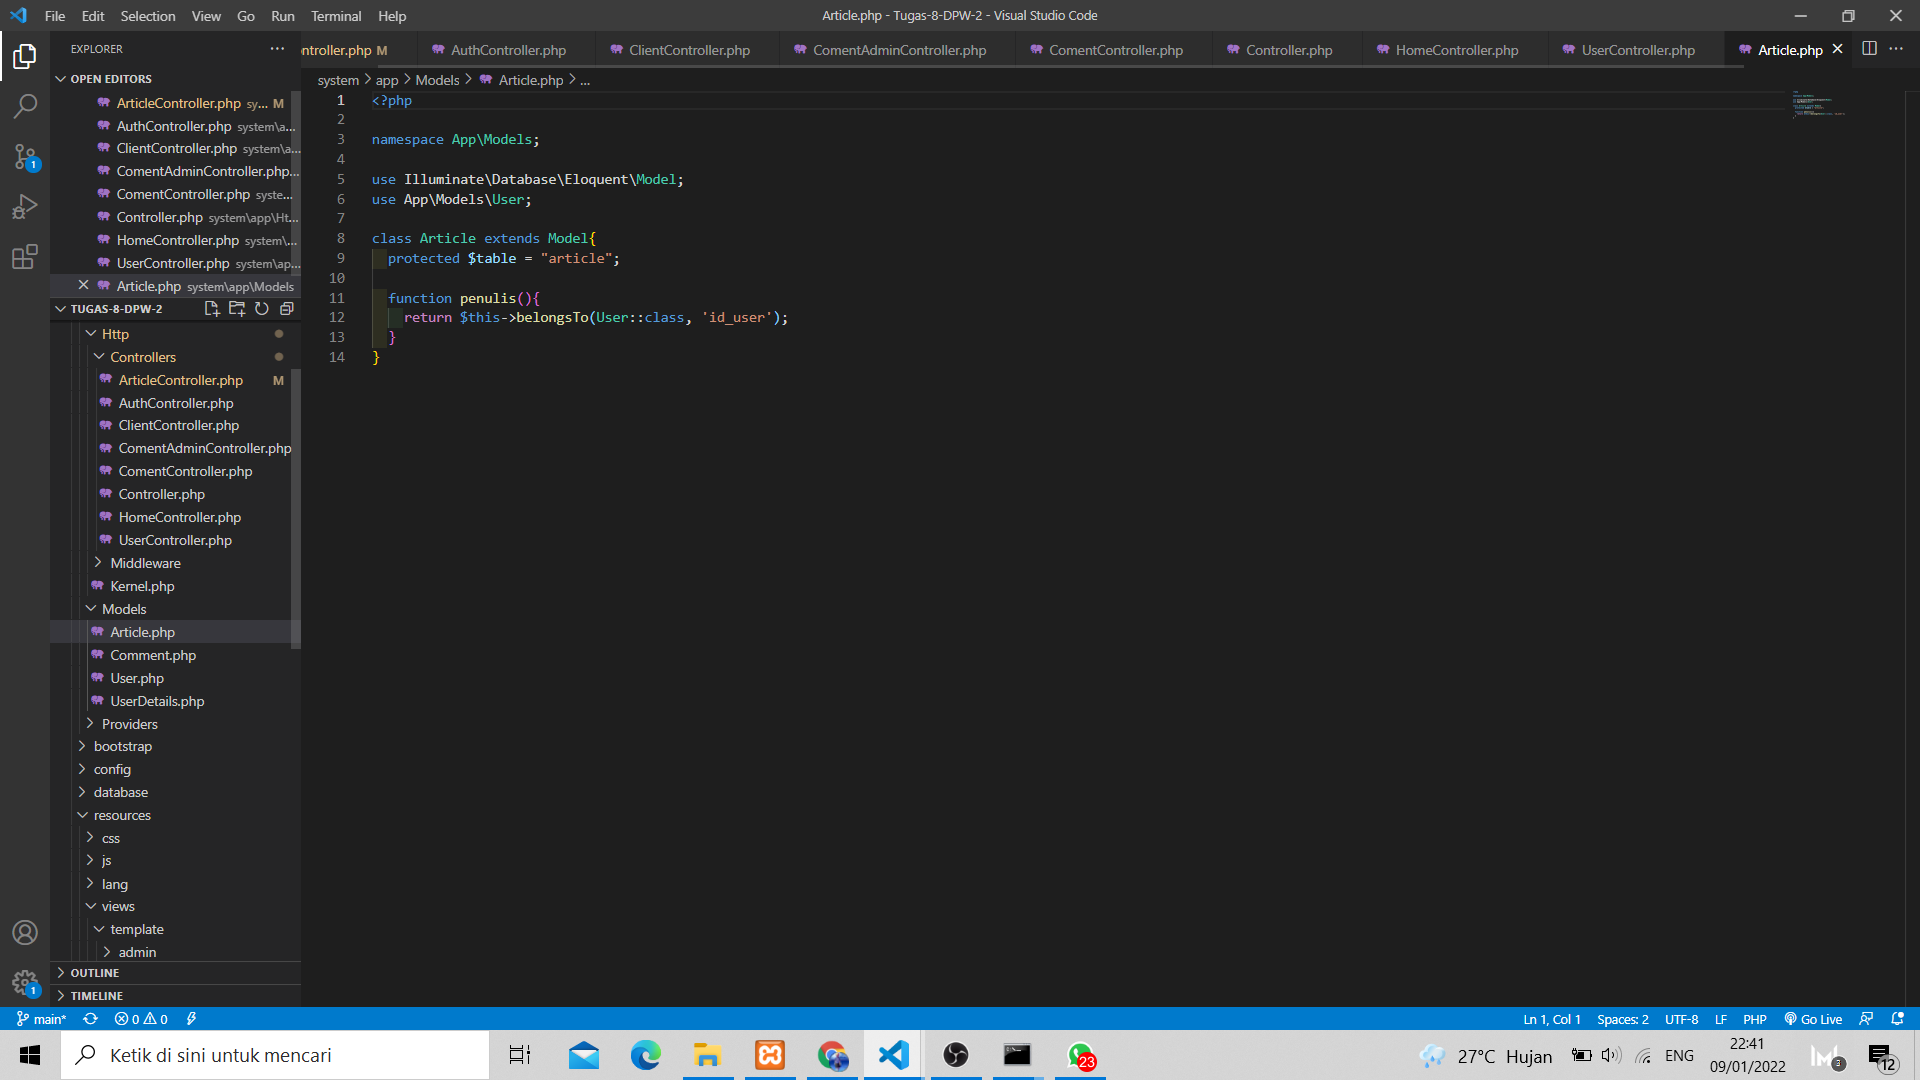 File Edit Selection View Go Run Terminal Help
Article.php - Tugas-8-DPW-2 - Visual Studio Code
EXPLORER
ntroller.php M
AuthController.php
ClientController.php
ComentAdminController.php
ComentController.php
Controller.php
HomeController.php
UserController.php
Article.php
OPEN EDITORS
ArticleController.php sy... M
AuthController.php system\a...
ClientController.php system\a...
ComentAdminController.php...
ComentController.php syste...
Controller.php system\app\Ht...
HomeController.php system\...
UserController.php system\ap...
Article.php system\app\Models
TUGAS-8-DPW-2
Http
Controllers
ArticleController.php M
AuthController.php
ClientController.php
ComentAdminController.php
ComentController.php
Controller.php
HomeController.php
UserController.php
Middleware
Kernel.php
Models
Article.php
Comment.php
User.php
UserDetails.php
Providers
bootstrap
config
database
resources
css
js
lang
views
template
admin
OUTLINE
TIMELINE
system > app > Models > Article.php > ...
1 <?php
2
3 namespace App\Models;
4
5 use Illuminate\Database\Eloquent\Model;
6 use App\Models\User;
7
8 class Article extends Model{
9 protected $table = "article";
10
11 function penulis(){
12 return $this->belongsTo(User::class, 'id_user');
13 }
14 }
1
1
main* 0 0
Ln 1, Col 1 Spaces: 2 UTF-8 LF PHP Go Live
Ketik di sini untuk mencari
23
27°C Hujan
ENG
22:41
09/01/2022
3
12